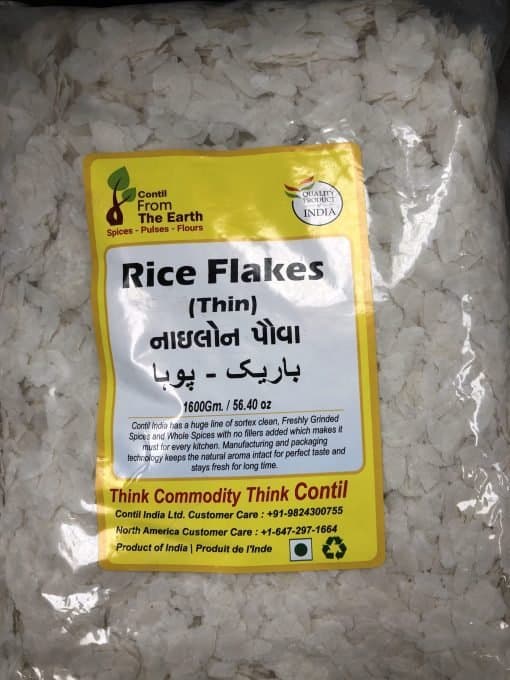 Contil
From
The Earth
Spices - Pulses - Flours
QUALITY
PRODUCT
of
INDIA
Rice Flakes
(Thin)
નાઇલોન પૌવા
باریک - پوہا
1600Gm. / 56.40 oz
Contil India has a huge line of sortex clean, Freshly Grinded
Spices and Whole Spices with no fillers added which makes it
must for every kitchen. Manufacturing and packaging
technology keeps the natural aroma intact for perfect taste and
stays fresh for long time.
Think Commodity Think Contil
Contil India Ltd. Customer Care : +91-9824300755
North America Customer Care : +1-647-297-1664
Product of India | Produit de l'Inde